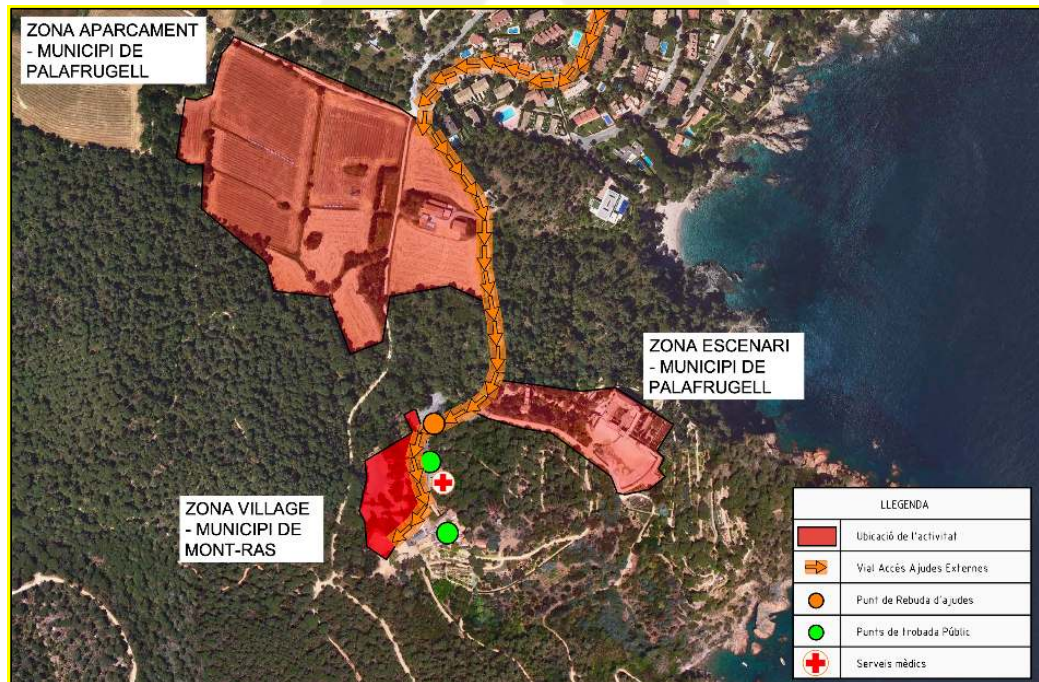 ZONA APARCAMENT
- MUNICIPI DE
PALAFRUGELL
ZONA ESCENARI
- MUNICIPI DE
PALAFRUGELL
ZONA VILLAGE
- MUNICIPI DE
MONT-RAS
LLEGENDA
Ubicació de l'activitat
Vial Accés Ajudes Externes
Punt de Rebuda d'ajudes
Punts de trobada Públic
Serveis mèdics